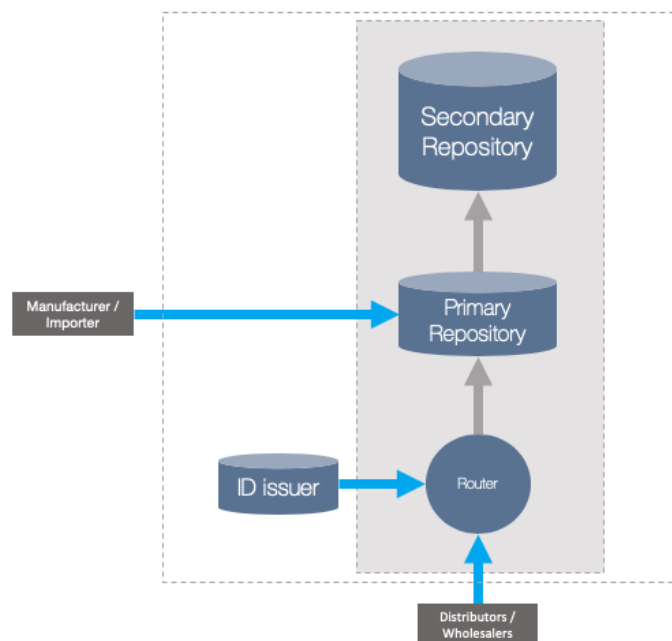 Secondary
Repository
Manufacturer /
Importer
Primary
Repository
ID issuer
Router
Distributors /
Wholesalers